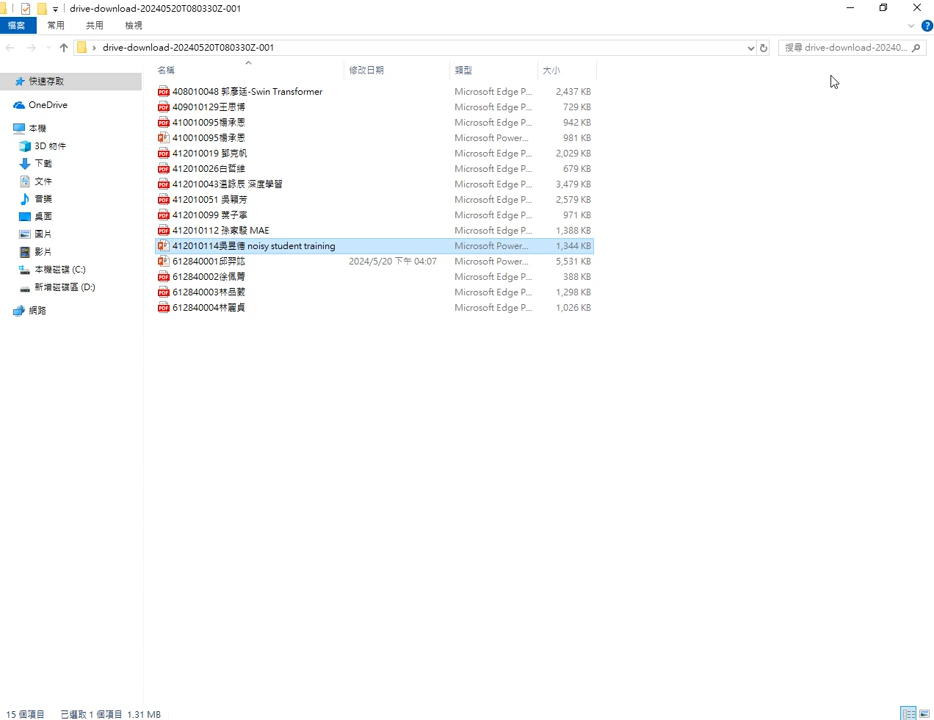 drive-download-20240520T080330Z-001
檔案 常用 共用 檢視
drive-download-20240520T080330Z-001 搜尋 drive-download-20240...
名稱 修改日期 類型 大小
快速存取
OneDrive
本機
3D 物件
下載
文件
音樂
桌面
圖片
影片
本機磁碟 (C:)
新增磁碟區 (D:)
網路
408010048 郭彥廷-Swin Transformer Microsoft Edge P... 2,437 KB
409010129王思博 Microsoft Edge P... 729 KB
410010095楊承恩 Microsoft Edge P... 942 KB
410010095楊承恩 Microsoft Power... 981 KB
412010019 鄧克帆 Microsoft Edge P... 2,029 KB
412010026白哲維 Microsoft Edge P... 679 KB
412010043溫詠辰 深度學習 Microsoft Edge P... 3,479 KB
412010051 吳穎芳 Microsoft Edge P... 2,579 KB
412010099 葉子寧 Microsoft Edge P... 971 KB
412010112 孫家駿 MAE Microsoft Edge P... 1,388 KB
412010114吳昱德 noisy student training Microsoft Power... 1,344 KB
612840001邱羿 2024/5/20 下午 04:07 Microsoft Power... 5,531 KB
612840002徐佩菁 Microsoft Edge P... 388 KB
612840003林品 Microsoft Edge P... 1,298 KB
612840004林麗貞 Microsoft Edge P... 1,026 KB
15 個項目 已選取 1 個項目 1.31 MB